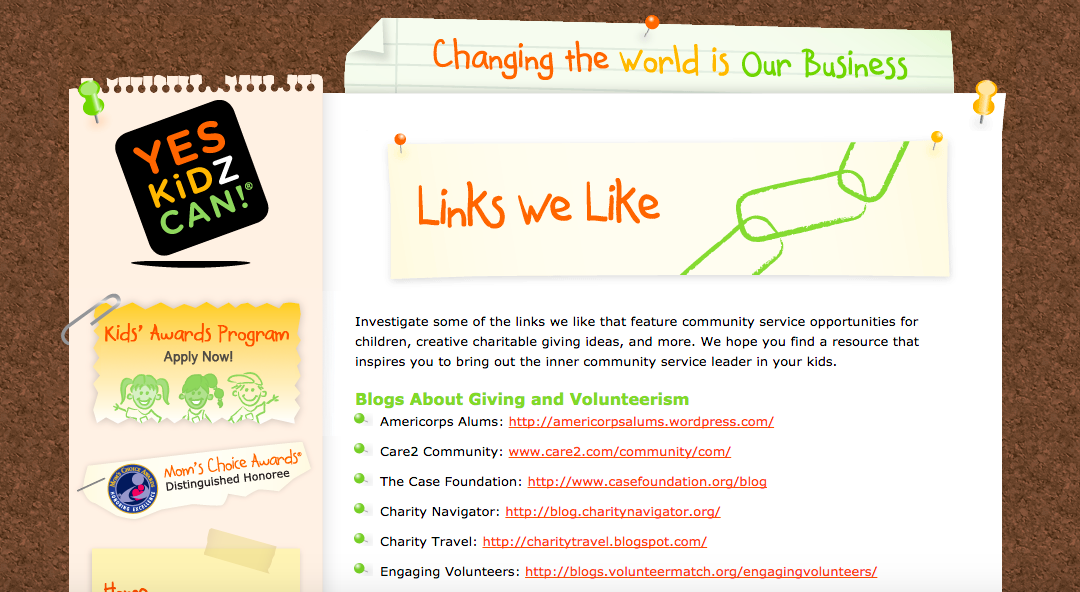 Changing the World is Our Business
YES
KiDZ
CAN!®
Links we Like
Kids' Awards Program
Apply Now!
Mom's Choice Awards®
Distinguished Honoree
MOM'S CHOICE AWARDS
HONORING EXCELLENCE
Investigate some of the links we like that feature community service opportunities for
children, creative charitable giving ideas, and more. We hope you find a resource that
inspires you to bring out the inner community service leader in your kids.
Blogs About Giving and Volunteerism
Americorps Alums: http://americorpsalums.wordpress.com/
Care2 Community: www.care2.com/community/com/
The Case Foundation: http://www.casefoundation.org/blog
Charity Navigator: http://blog.charitynavigator.org/
Charity Travel: http://charitytravel.blogspot.com/
Engaging Volunteers: http://blogs.volunteermatch.org/engagingvolunteers/